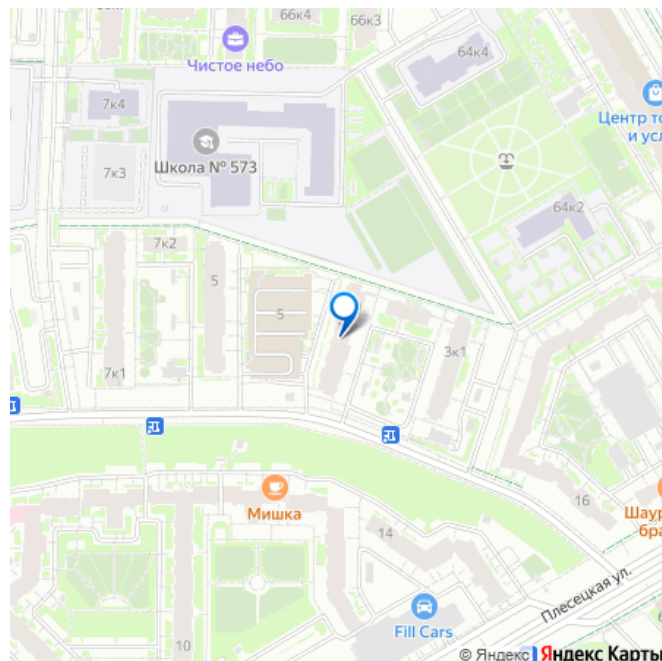 66к4
66к3
Чистое небо
64к4
7к4
Центр то
и усл
Школа № 573
7к3
64к2
7к2
5
5
3к1
7к1
Мишка
16
Шаур
бра
14
Плесецкая ул.
10
Fill Cars
© Яндекс Яндекс Карты